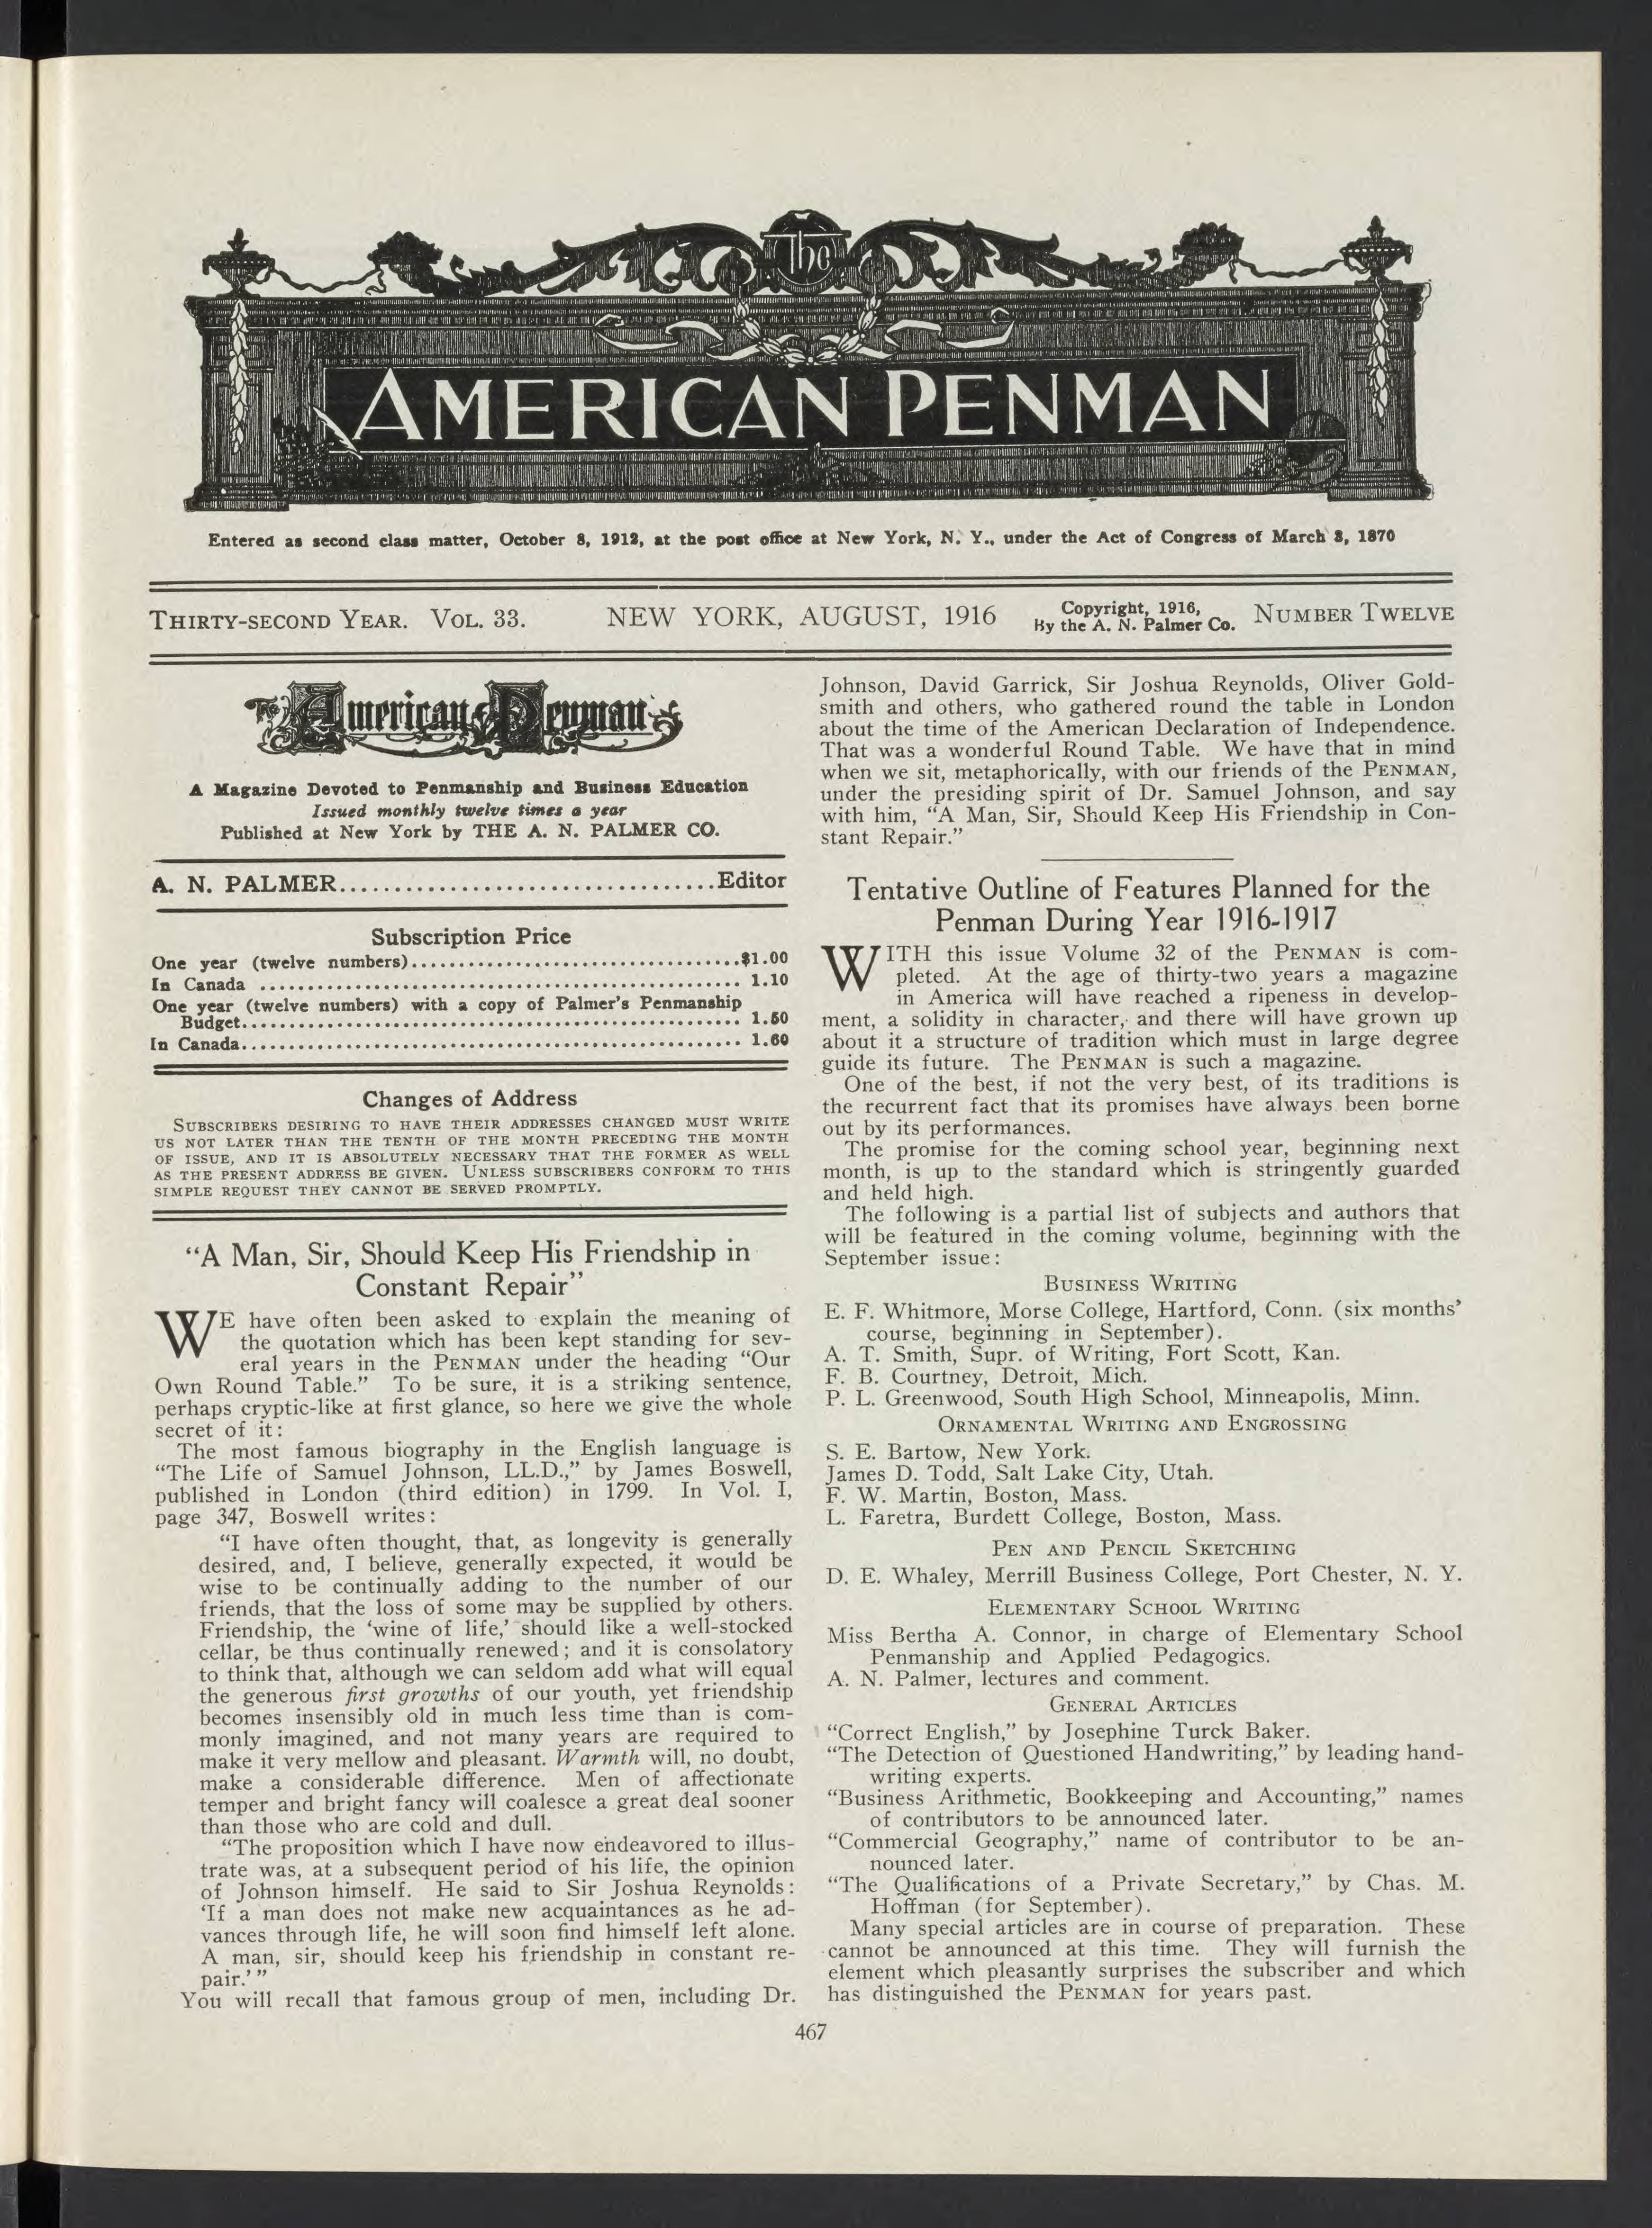 The
AMERICAN PENMAN
Entered as second class matter, October 8, 1912, at the post office at New York, N. Y., under the Act of Congress of March 3, 1870
THIRTY-SECOND YEAR. VOL. 33. NEW YORK, AUGUST, 1916 Copyright, 1916, By the A. N. Palmer Co. NUMBER TWELVE
The American Penman
A Magazine Devoted to Penmanship and Business Education
Issued monthly twelve times a year
Published at New York by THE A. N. PALMER CO.
A. N. PALMER...................................Editor
Subscription Price
One year (twelve numbers)...................................$1.00
In Canada ................................................... 1.10
One year (twelve numbers) with a copy of Palmer's Penmanship
Budget..................................................... 1.50
In Canada..................................................... 1.60
Changes of Address
SUBSCRIBERS DESIRING TO HAVE THEIR ADDRESSES CHANGED MUST WRITE
US NOT LATER THAN THE TENTH OF THE MONTH PRECEDING THE MONTH
OF ISSUE, AND IT IS ABSOLUTELY NECESSARY THAT THE FORMER AS WELL
AS THE PRESENT ADDRESS BE GIVEN. UNLESS SUBSCRIBERS CONFORM TO THIS
SIMPLE REQUEST THEY CANNOT BE SERVED PROMPTLY.
"A Man, Sir, Should Keep His Friendship in
Constant Repair"
WE have often been asked to explain the meaning of
the quotation which has been kept standing for sev-
eral years in the PENMAN under the heading "Our
Own Round Table." To be sure, it is a striking sentence,
perhaps cryptic-like at first glance, so here we give the whole
secret of it:
The most famous biography in the English language is
"The Life of Samuel Johnson, LL.D.," by James Boswell,
published in London (third edition) in 1799. In Vol. I,
page 347, Boswell writes:
"I have often thought, that, as longevity is generally
desired, and, I believe, generally expected, it would be
wise to be continually adding to the number of our
friends, that the loss of some may be supplied by others.
Friendship, the 'wine of life,' should like a well-stocked
cellar, be thus continually renewed; and it is consolatory
to think that, although we can seldom add what will equal
the generous first growths of our youth, yet friendship
becomes insensibly old in much less time than is com-
monly imagined, and not many years are required to
make it very mellow and pleasant. Warmth will, no doubt,
make a considerable difference. Men of affectionate
temper and bright fancy will coalesce a great deal sooner
than those who are cold and dull.
"The proposition which I have now endeavored to illus-
trate was, at a subsequent period of his life, the opinion
of Johnson himself. He said to Sir Joshua Reynolds:
'If a man does not make new acquaintances as he ad-
vances through life, he will soon find himself left alone.
A man, sir, should keep his friendship in constant re-
pair.'"
You will recall that famous group of men, including Dr.
Johnson, David Garrick, Sir Joshua Reynolds, Oliver Gold-
smith and others, who gathered round the table in London
about the time of the American Declaration of Independence.
That was a wonderful Round Table. We have that in mind
when we sit, metaphorically, with our friends of the PENMAN,
under the presiding spirit of Dr. Samuel Johnson, and say
with him, "A Man, Sir, Should Keep His Friendship in Con-
stant Repair."
Tentative Outline of Features Planned for the
Penman During Year 1916-1917
WITH this issue Volume 32 of the PENMAN is com-
pleted. At the age of thirty-two years a magazine
in America will have reached a ripeness in develop-
ment, a solidity in character, and there will have grown up
about it a structure of tradition which must in large degree
guide its future. The PENMAN is such a magazine.
One of the best, if not the very best, of its traditions is
the recurrent fact that its promises have always been borne
out by its performances.
The promise for the coming school year, beginning next
month, is up to the standard which is stringently guarded
and held high.
The following is a partial list of subjects and authors that
will be featured in the coming volume, beginning with the
September issue:
BUSINESS WRITING
E. F. Whitmore, Morse College, Hartford, Conn. (six months'
course, beginning in September).
A. T. Smith, Supr. of Writing, Fort Scott, Kan.
F. B. Courtney, Detroit, Mich.
P. L. Greenwood, South High School, Minneapolis, Minn.
ORNAMENTAL WRITING AND ENGROSSING
S. E. Bartow, New York.
James D. Todd, Salt Lake City, Utah.
F. W. Martin, Boston, Mass.
L. Faretra, Burdett College, Boston, Mass.
PEN AND PENCIL SKETCHING
D. E. Whaley, Merrill Business College, Port Chester, N. Y.
ELEMENTARY SCHOOL WRITING
Miss Bertha A. Connor, in charge of Elementary School
Penmanship and Applied Pedagogics.
A. N. Palmer, lectures and comment.
GENERAL ARTICLES
"Correct English," by Josephine Turck Baker.
"The Detection of Questioned Handwriting," by leading hand-
writing experts.
"Business Arithmetic, Bookkeeping and Accounting," names
of contributors to be announced later.
"Commercial Geography," name of contributor to be an-
nounced later.
"The Qualifications of a Private Secretary," by Chas. M.
Hoffman (for September).
Many special articles are in course of preparation. These
cannot be announced at this time. They will furnish the
element which pleasantly surprises the subscriber and which
has distinguished the PENMAN for years past.
467